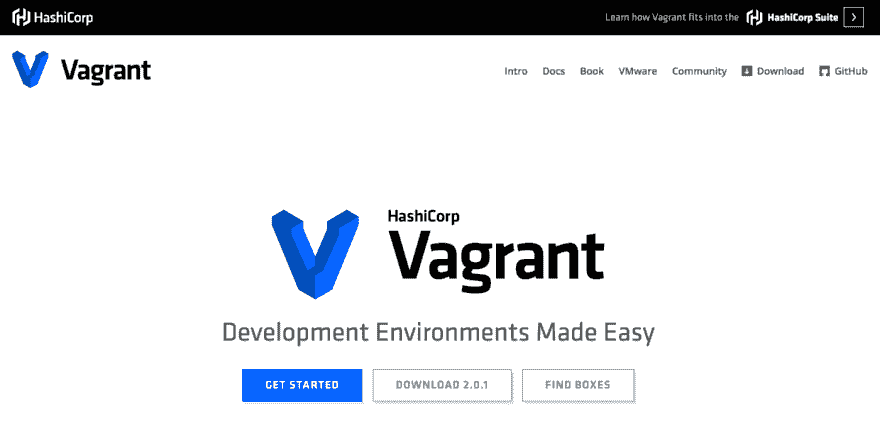 HashiCorp
Learn how Vagrant fits into the HashiCorp Suite
Vagrant
Intro Docs Book VMware Community Download GitHub
HashiCorp
Vagrant
Development Environments Made Easy
GET STARTED DOWNLOAD 2.0.1 FIND BOXES